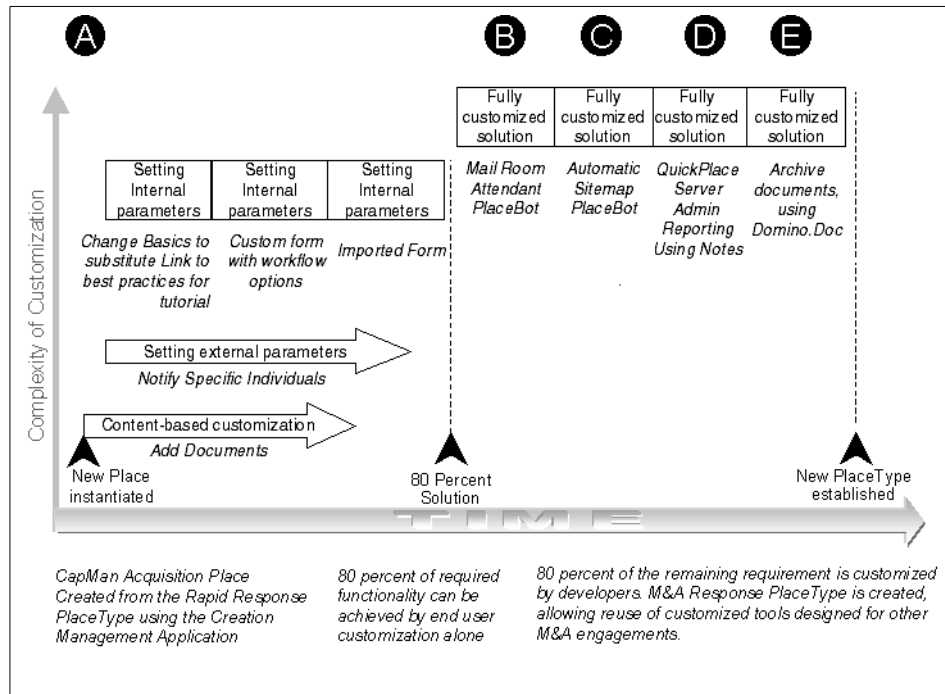 A
B
C
D
E
Complexity of Customization
Fully
customized
solution
Fully
customized
solution
Fully
customized
solution
Fully
customized
solution
Mail Room
Attendant
PlaceBot
Automatic
Sitemap
PlaceBot
QuickPlace
Server
Admin
Reporting
Using Notes
Archive
documents,
using
Domino.Doc
Setting
Internal
parameters
Setting
Internal
parameters
Setting
Internal
parameters
Change Basics to
substitute Link to
best practices for
tutorial
Custom form
with workflow
options
Imported Form
Setting external parameters
Notify Specific Individuals
Content-based customization
Add Documents
New Place
instantiated
80 Percent
Solution
New PlaceType
established
TIME
CapMan Acquisition Place
Created from the Rapid Response
PlaceType using the Creation
Management Application
80 percent of required
functionality can be
achieved by end user
customization alone
80 percent of the remaining requirement is customized
by developers. M&A Response PlaceType is created,
allowing reuse of customized tools designed for other
M&A engagements.